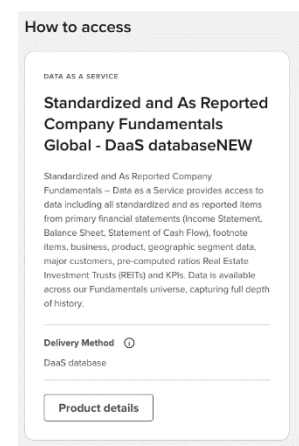 How to access
DATA AS A SERVICE
Standardized and As Reported
Company Fundamentals
Global - DaaS databaseNEW
Standardized and As Reported Company
Fundamentals – Data as a Service provides access to
data including all standardized and as reported items
from primary financial statements (Income Statement,
Balance Sheet, Statement of Cash Flow), footnote
items, business, product, geographic segment data,
major customers, pre-computed ratios Real Estate
Investment Trusts (REITs) and KPIs. Data is available
across our Fundamentals universe, capturing full depth
of history.
Delivery Method
DaaS database
Product details